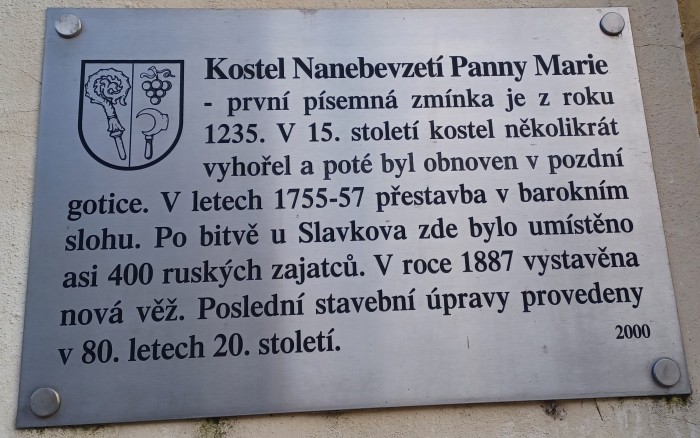 Kostel Nanebevzetí Panny Marie
- první písemná zmínka je z roku
1235. V 15. století kostel několikrát
vyhořel a poté byl obnoven v pozdní
gotice. V letech 1755-57 přestavba v barokním
slohu. Po bitvě u Slavkova zde bylo umístěno
asi 400 ruských zajatců. V roce 1887 vystavěna
nová věž. Poslední stavební úpravy provedeny
v 80. letech 20. století.
2000